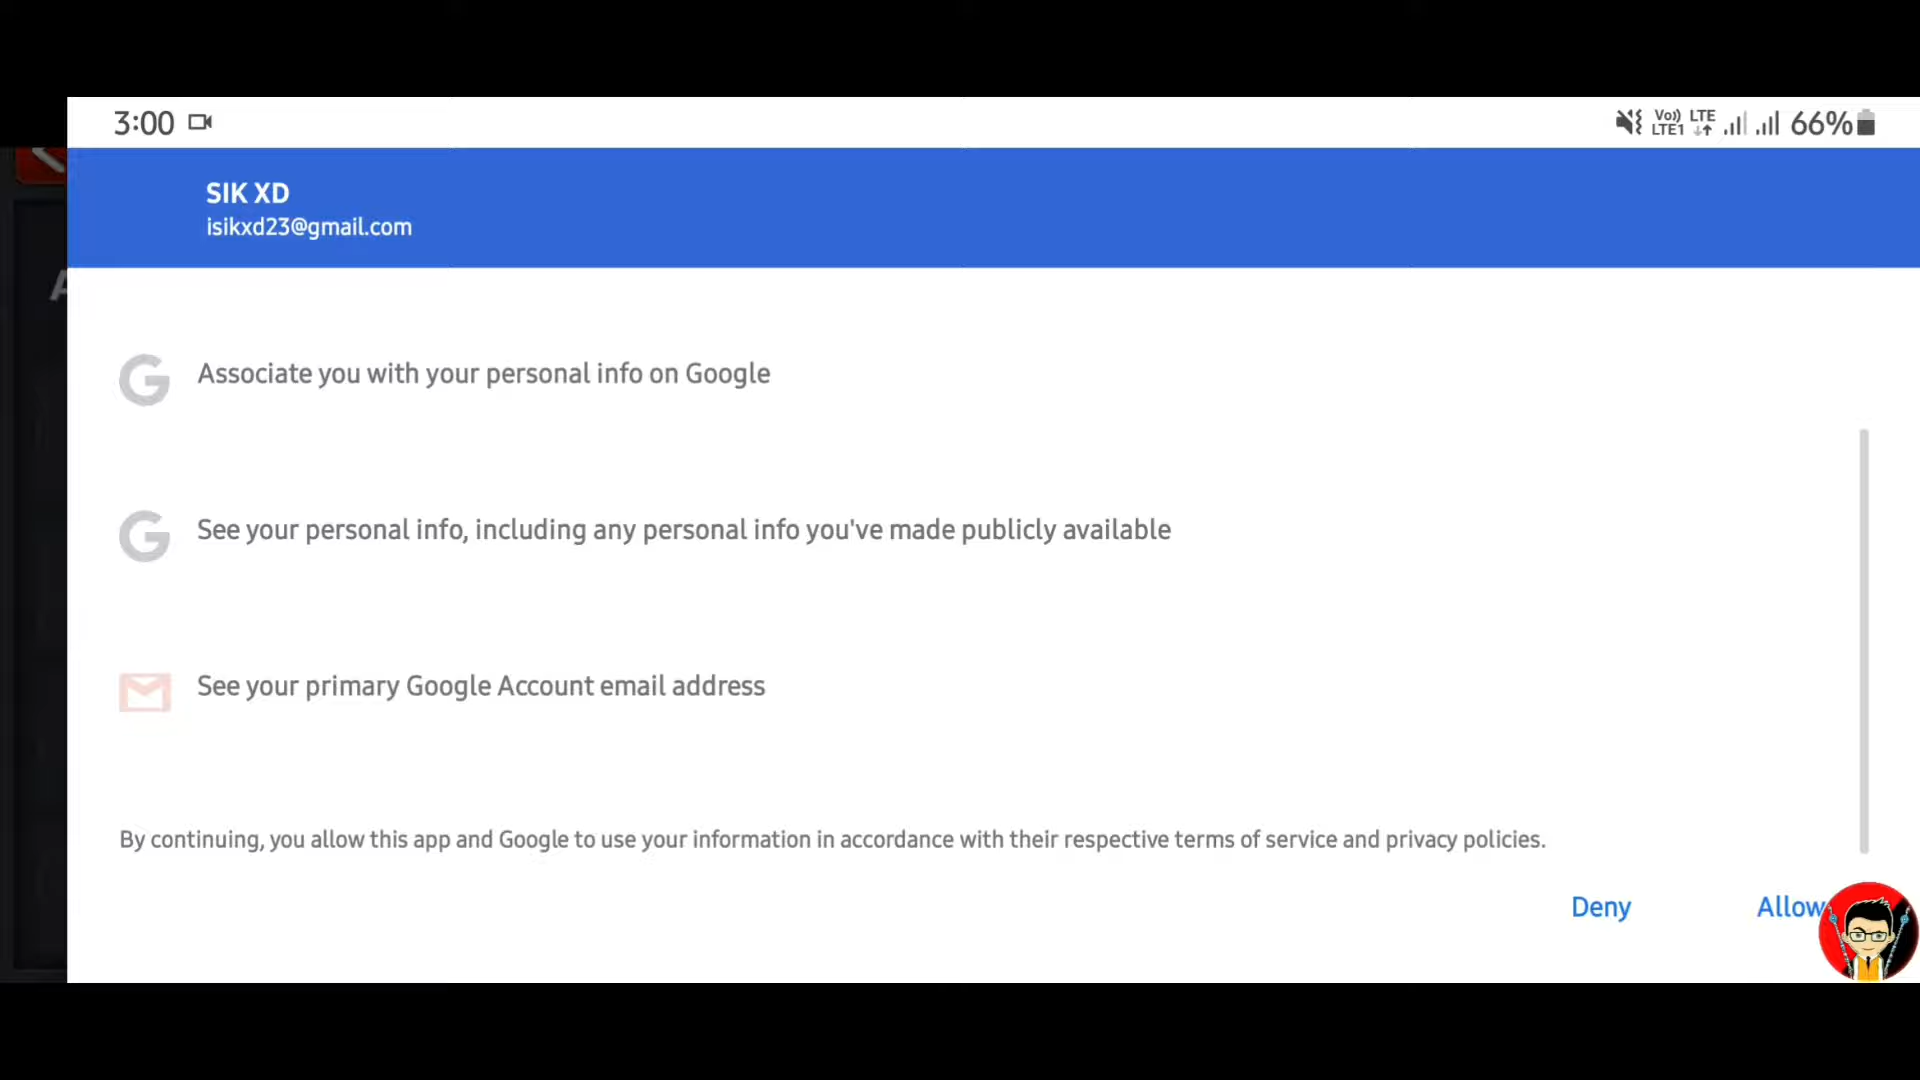 3:00
Vo)) LTE
LTE1
66%
SIK XD
isikxd23@gmail.com
A
Associate you with your personal info on Google
See your personal info, including any personal info you've made publicly available
See your primary Google Account email address
By continuing, you allow this app and Google to use your information in accordance with their respective terms of service and privacy policies.
Deny
Allow